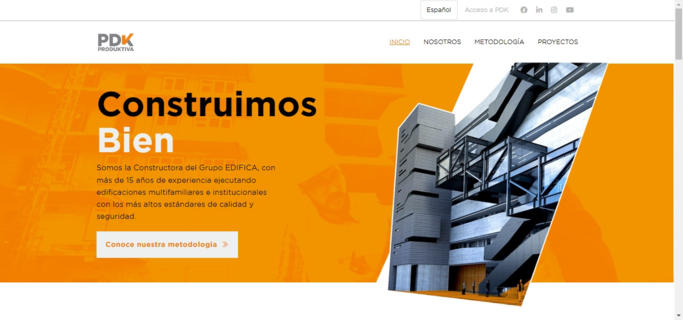 Español
Acceso a PDK
PDK
PRODUKTIVA
INICIO
NOSOTROS
METODOLOGÍA
PROYECTOS
Construimos
Bien
Somos la Constructora del Grupo EDIFICA, con
más de 15 años de experiencia ejecutando
edificaciones multifamiliares e institucionales
con los más altos estándares de calidad y
seguridad.
Conoce nuestra metodología